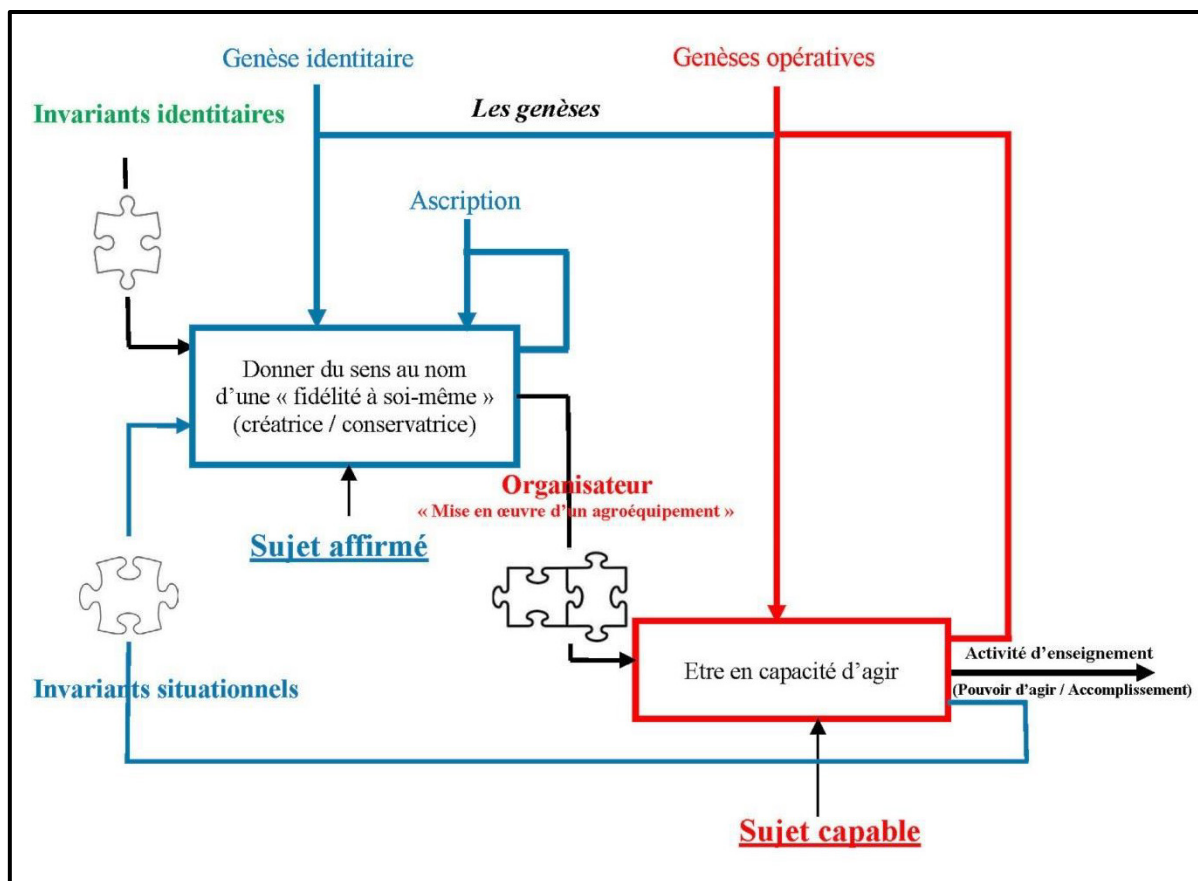 Genèse identitaire
Genèses opératives
Les genèses
Invariants identitaires
Ascription
Donner du sens au nom
d’une « fidélité à soi-même »
(créatrice / conservatrice)
Organisateur
« Mise en œuvre d’un agroéquipement »
Sujet affirmé
Etre en capacité d’agir
Activité d’enseignement
(Pouvoir d’agir / Accomplissement)
Invariants situationnels
Sujet capable